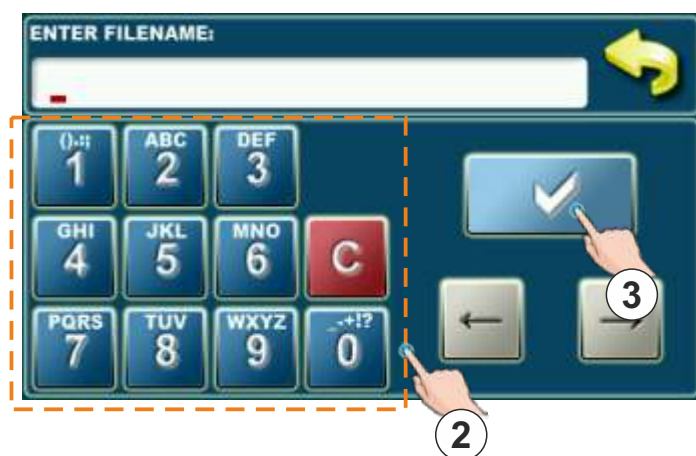 ENTER FILENAME:
().:; ABC DEF
1 2 3
GHI JKL MNO
4 5 6 C
PQRS TUV WXYZ _-+!?
7 8 9 0
← →
3
2